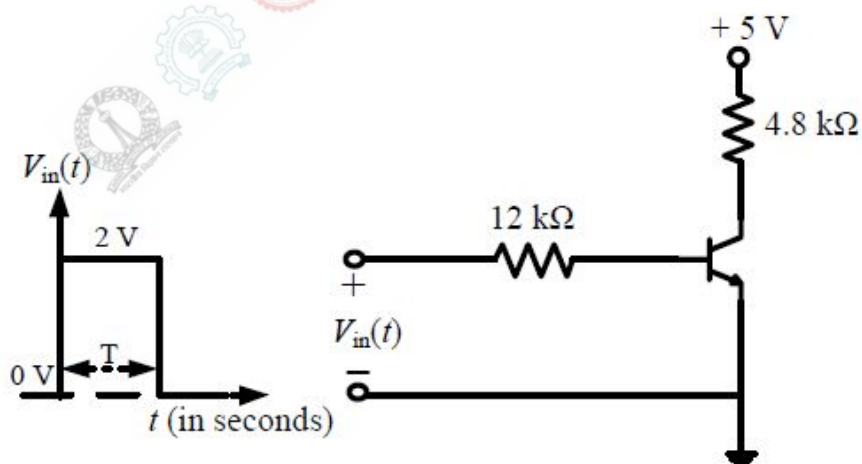 + 5 V
4.8 kΩ
V_in(t)
2 V
12 kΩ
+
V_in(t)
T
0 V
–
t (in seconds)